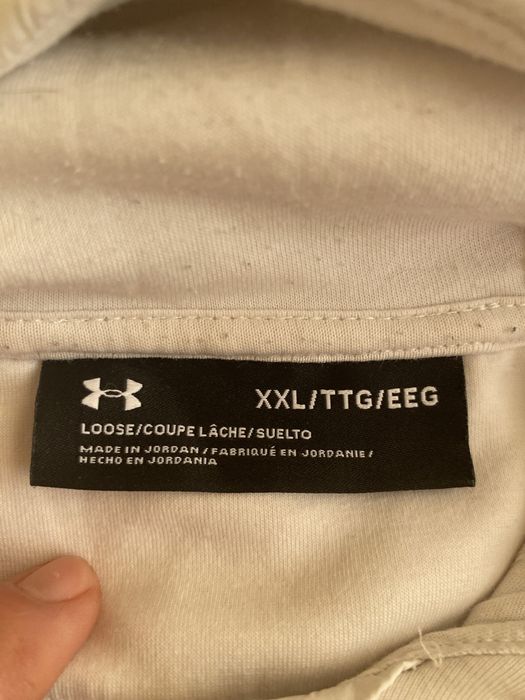 XXL/TTG/EEG
LOOSE/COUPE LÂCHE/SUELTO
MADE IN JORDAN / FABRIQUÉ EN JORDANIE /
HECHO EN JORDANIA